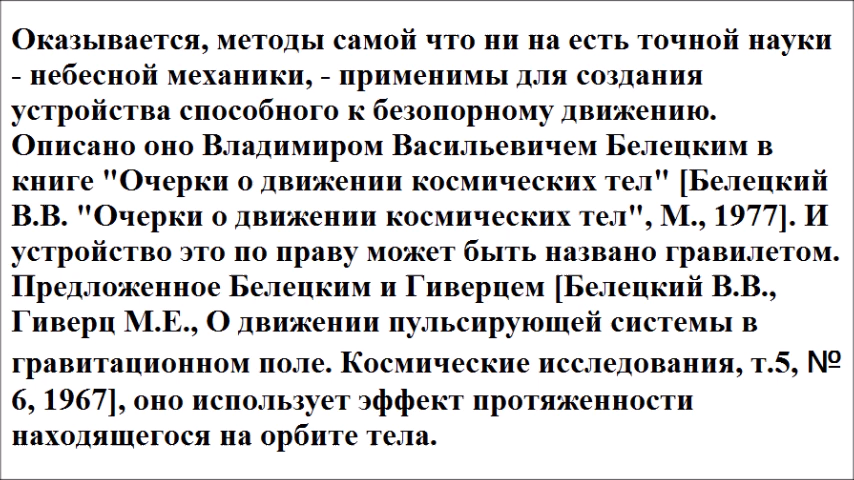 Оказывается, методы самой что ни на есть точной науки
- небесной механики, - применимы для создания
устройства способного к безопорному движению.
Описано оно Владимиром Васильевичем Белецким в
книге "Очерки о движении космических тел" [Белецкий
В.В. "Очерки о движении космических тел", М., 1977]. И
устройство это по праву может быть названо гравилетом.
Предложенное Белецким и Гиверцем [Белецкий В.В.,
Гиверц М.Е., О движении пульсирующей системы в
гравитационном поле. Космические исследования, т.5, №
6, 1967], оно использует эффект протяженности
находящегося на орбите тела.